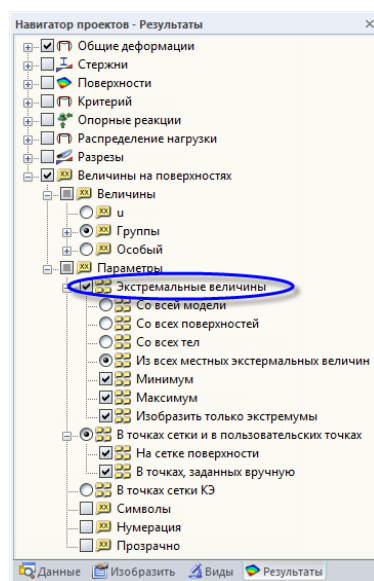 Навигатор проектов - Результаты
Общие деформации
Стержни
Поверхности
Критерий
Опорные реакции
Распределение нагрузки
Разрезы
Величины на поверхностях
Величины
u
Группы
Особый
Параметры
Экстремальные величины
Со всей модели
Со всех поверхностей
Со всех тел
Из всех местных экстермальных величин
Минимум
Максимум
Изобразить только экстремумы
В точках сетки и в пользовательских точках
На сетке поверхности
В точках, заданных вручную
В точках сетки КЭ
Символы
Нумерация
Прозрачно
Данные Изобразить Виды Результаты